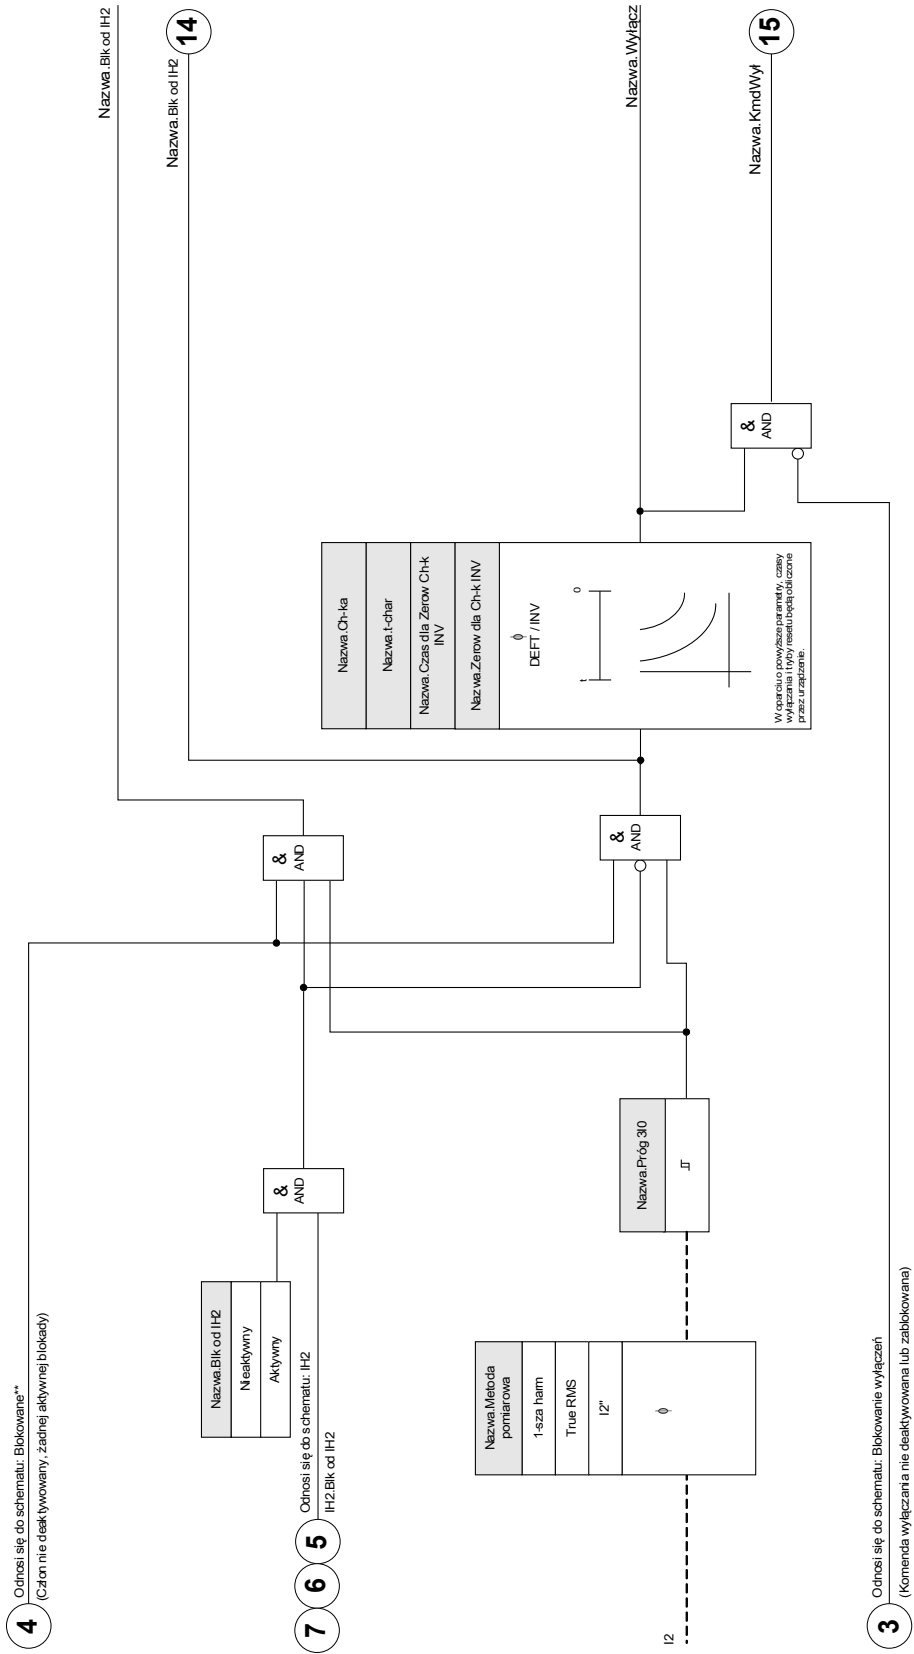 4
Odnosi się do schematu: Blokowane**
(Człon nie deaktywowany, żadnej aktywnej blokady)
Nazwa.Blk od IH2
Nazwa.Blk od IH2
14
Nazwa.Blk od IH2
Nieaktywny
Aktywny
7
6
5
Odnosi się do schematu: IH2
IH2.Blk od IH2
&
AND
&
AND
Nazwa.Metoda
pomiarowa
1-sza harm
True RMS
I2"
ϕ
I2
Nazwa.Próg 3I0
&
AND
Nazwa.Ch-ka
Nazwa.t-char
Nazwa.Czas dla Zerow Ch-k
INV
Nazwa.Zerow dla Ch-k INV
ϕ
DEFT / INV
t
0
W oparciu o powyższe parametry, czasy
wyłączania i tryby resetu będą obliczone
przez urządzenie.
Nazwa.Wyłącz
&
AND
Nazwa.KmdWył
15
3
Odnosi się do schematu: Blokowanie wyłączeń
(Komenda wyłączania nie deaktywowana lub zablokowana)